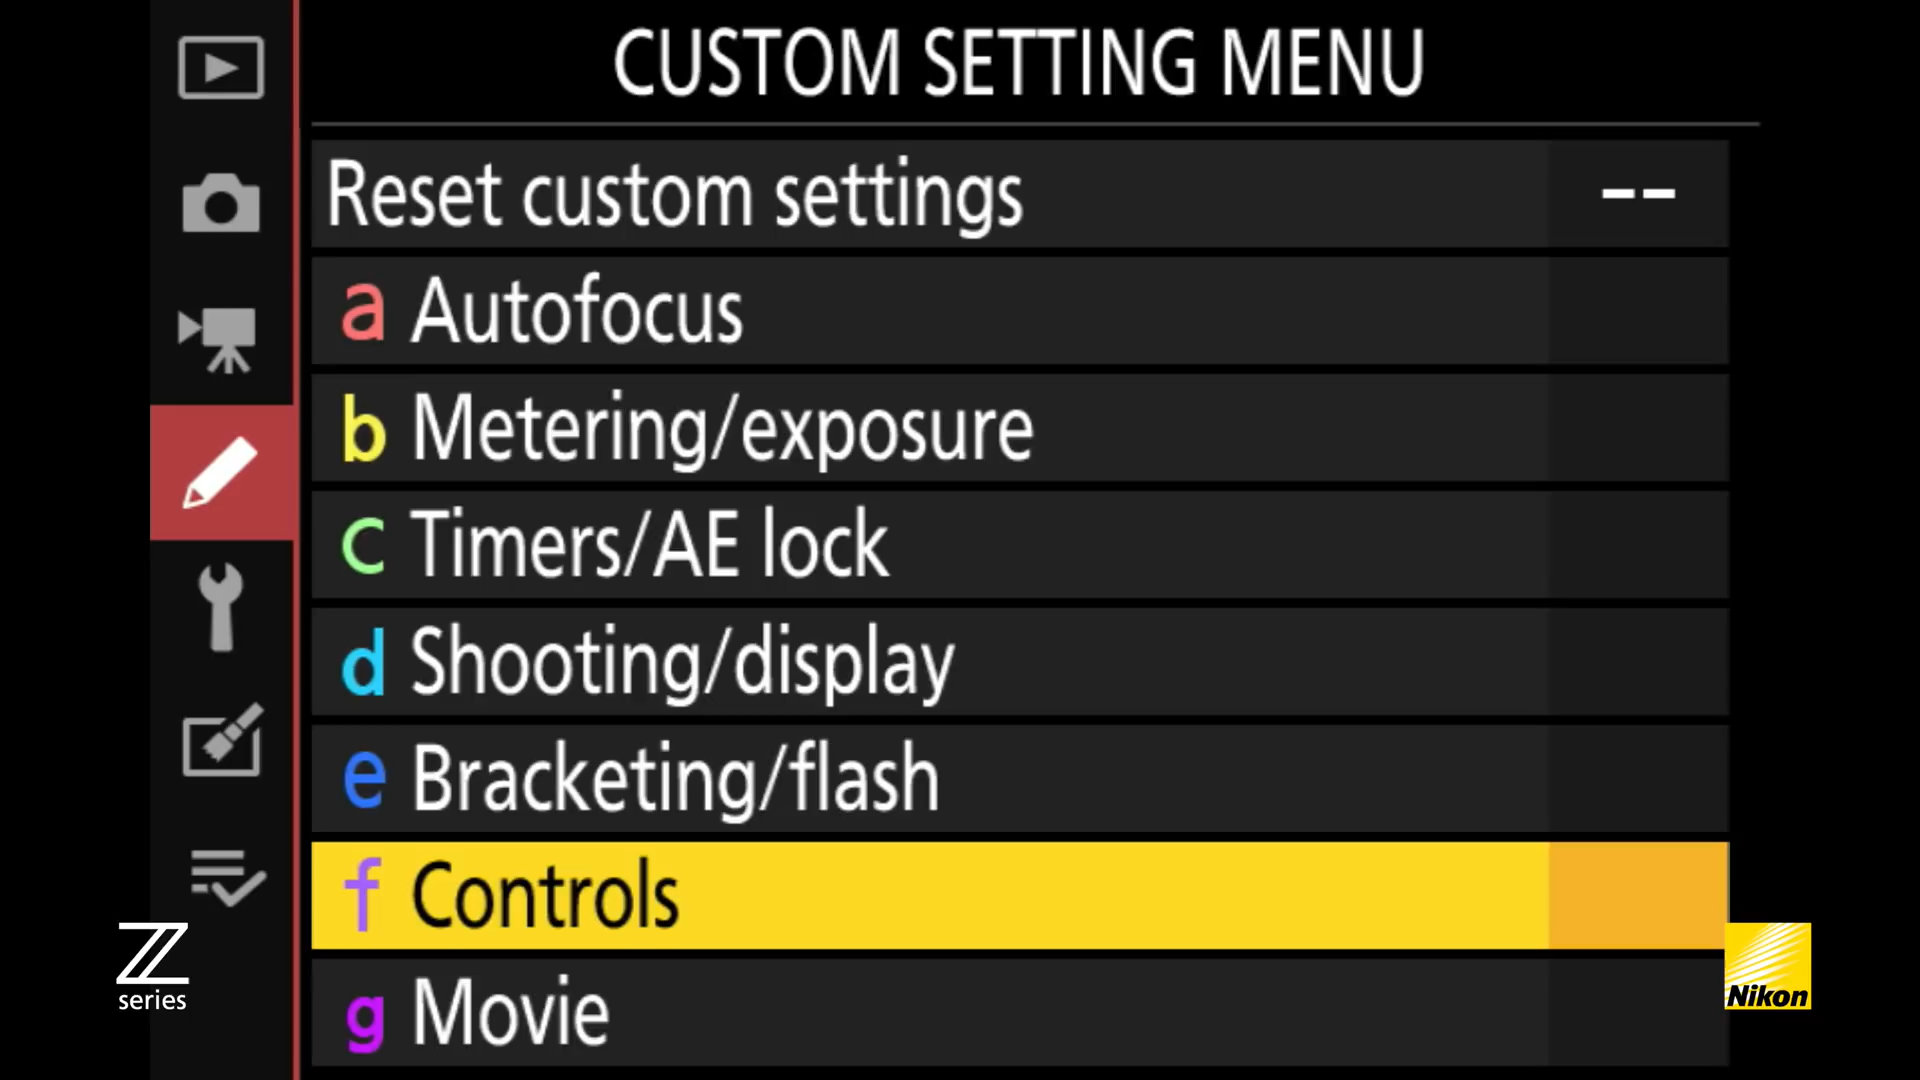 CUSTOM SETTING MENU
Reset custom settings --
a Autofocus
b Metering/exposure
c Timers/AE lock
d Shooting/display
e Bracketing/flash
f Controls
g Movie
Z
series
Nikon